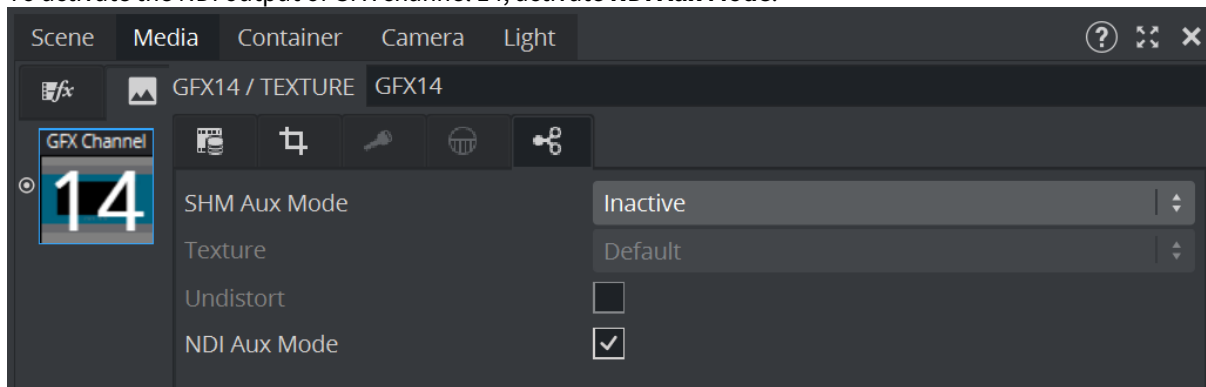 To activate the NDI output of GFX channel 14, activate NDI Aux Mode.
Scene Media Container Camera Light ?
fx GFX14 / TEXTURE GFX14
GFX Channel
14
SHM Aux Mode Inactive
Texture Default
Undistort
NDI Aux Mode